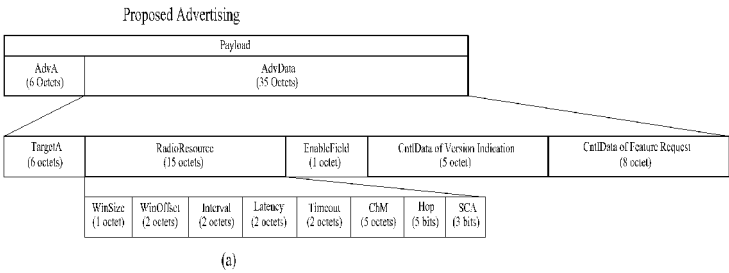 Proposed Advertising
Payload
AdvA
(6 Octets)
AdvData
(35 Octets)
TargetA
(6 octets)
RadioResource
(15 octets)
EnableField
(1 octet)
CntlData of Version Indication
(5 octet)
CntlData of Feature Request
(8 octet)
WinSize
(1 octet)
WinOffset
(2 octets)
Interval
(2 octets)
Latency
(2 octets)
Timeout
(2 octets)
ChM
(5 octets)
Hop
(5 bits)
SCA
(3 bits)
(a)